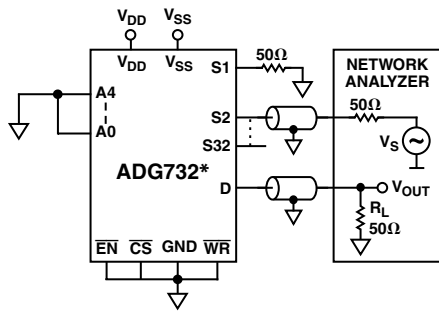 VDD VSS
VDD VSS
S1 50Ω
NETWORK
ANALYZER
A4
S2
50Ω
A0
S32
VS
ADG732*
D
VOUT
RL
50Ω
EN CS GND WR